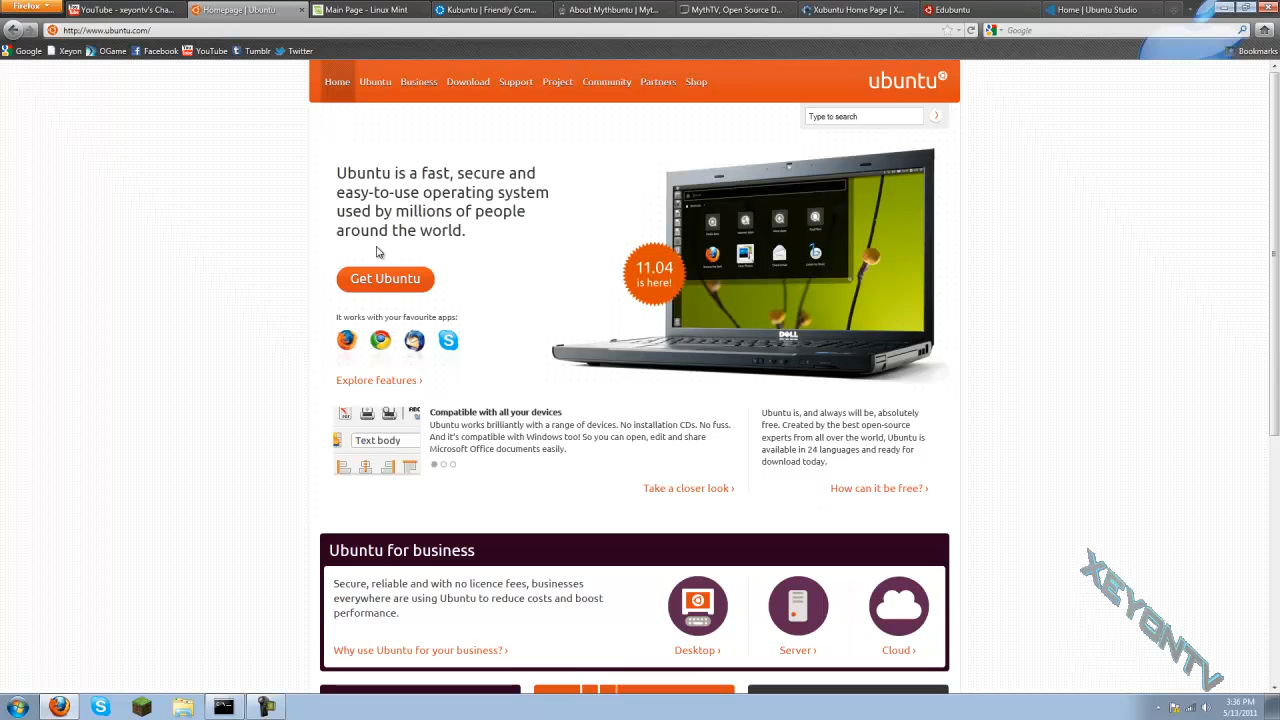 Firefox
YouTube - xeyontv's Chan...
Homepage | Ubuntu
Main Page - Linux Mint
Kubuntu | Friendly Com...
About Mythbuntu | Myt...
MythTV, Open Source D...
Xubuntu Home Page | X...
Edubuntu
Home | Ubuntu Studio
http://www.ubuntu.com/
Google
Google
Xeyon
OGame
Facebook
YouTube
Tumblr
Twitter
Bookmarks
Home
Ubuntu
Business
Download
Support
Project
Community
Partners
Shop
ubuntu
Type to search
Ubuntu is a fast, secure and
easy-to-use operating system
used by millions of people
around the world.
Get Ubuntu
11.04
is here!
DELL
It works with your favourite apps:
Explore features ›
Text body
Compatible with all your devices
Ubuntu works brilliantly with a range of devices. No installation CDs. No fuss.
And it's compatible with Windows too! So you can open, edit and share
Microsoft Office documents easily.
Take a closer look ›
Ubuntu is, and always will be, absolutely
free. Created by the best open-source
experts from all over the world, Ubuntu is
available in 24 languages and ready for
download today.
How can it be free? ›
Ubuntu for business
Secure, reliable and with no licence fees, businesses
everywhere are using Ubuntu to reduce costs and boost
performance.
Why use Ubuntu for your business? ›
Desktop ›
Server ›
Cloud ›
XEYONTV
3:36 PM
5/13/2011